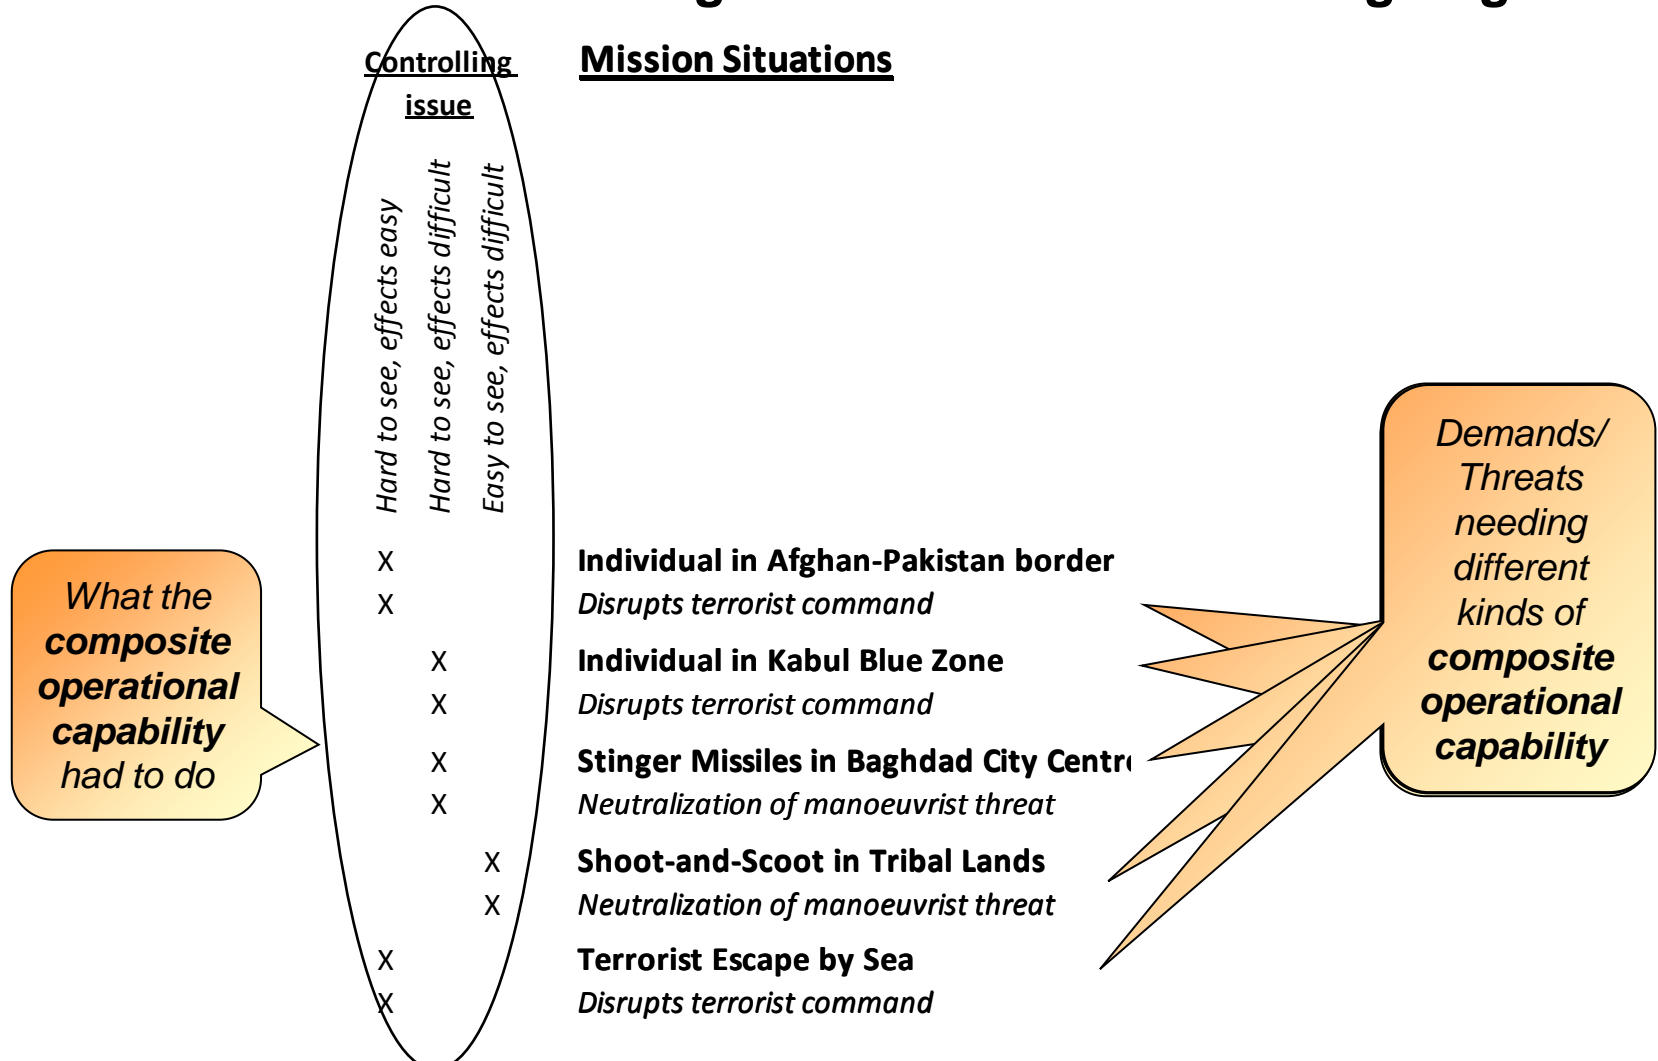 Controlling
issue
Mission Situations
Hard to see, effects easy
Hard to see, effects difficult
Easy to see, effects difficult
What the
composite
operational
capability
had to do
X Individual in Afghan-Pakistan border
X Disrupts terrorist command
X Individual in Kabul Blue Zone
X Disrupts terrorist command
X Stinger Missiles in Baghdad City Centre
X Neutralization of manoeuvrist threat
X Shoot-and-Scoot in Tribal Lands
X Neutralization of manoeuvrist threat
X Terrorist Escape by Sea
X Disrupts terrorist command
Demands/
Threats
needing
different
kinds of
composite
operational
capability